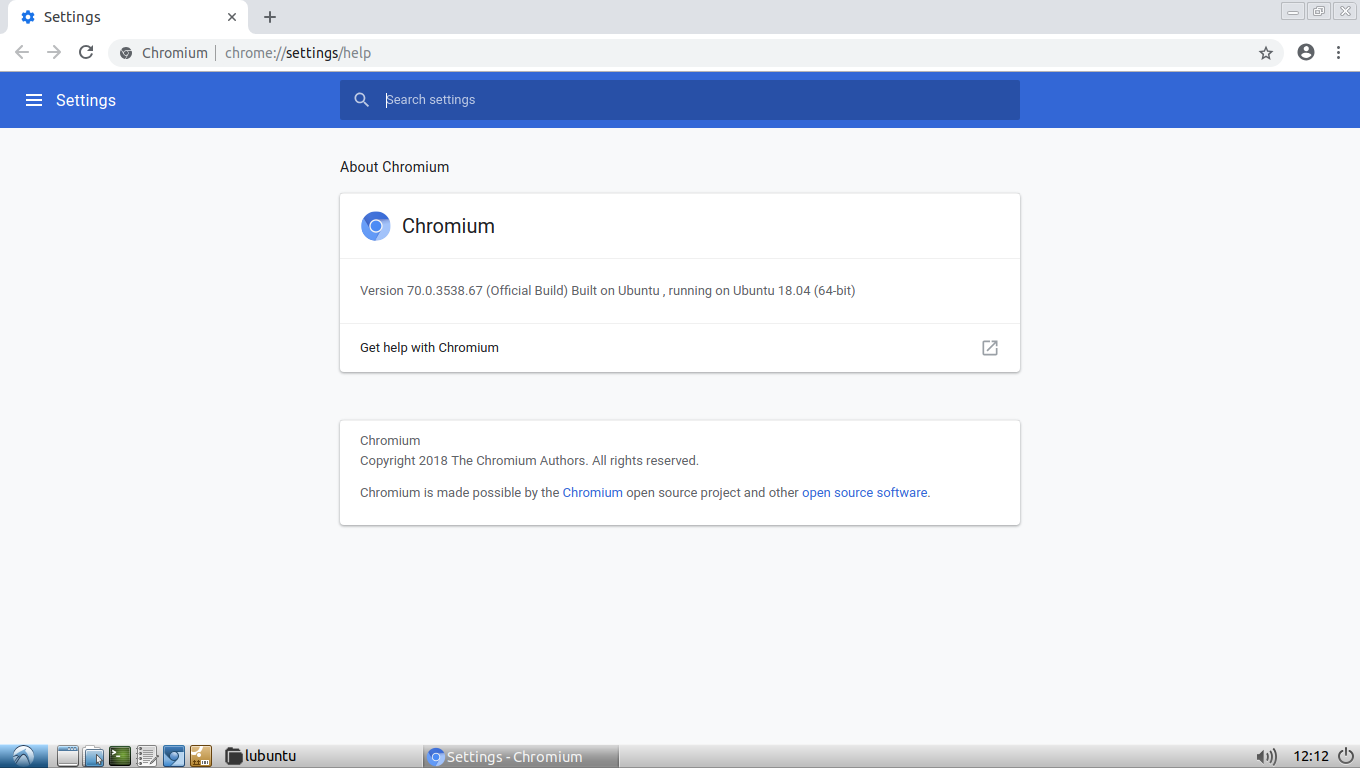 Settings
Chromium | chrome://settings/help
Settings
Search settings
About Chromium
Chromium
Version 70.0.3538.67 (Official Build) Built on Ubuntu , running on Ubuntu 18.04 (64-bit)
Get help with Chromium
Chromium
Copyright 2018 The Chromium Authors. All rights reserved.
Chromium is made possible by the Chromium open source project and other open source software.
lubuntu
Settings - Chromium
12:12